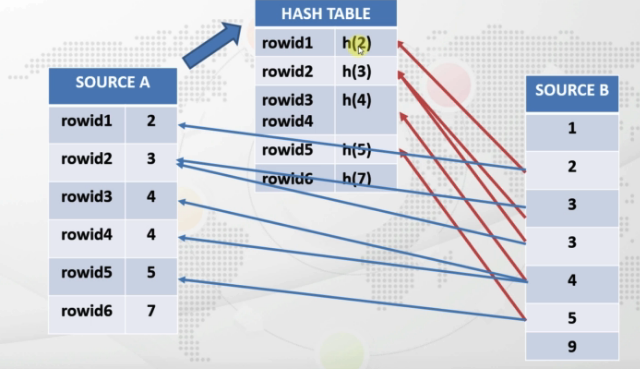 HASH TABLE
rowid1 h(2)
rowid2 h(3)
rowid3 h(4)
rowid4
rowid5 h(5)
rowid6 h(7)
SOURCE A
rowid1 2
rowid2 3
rowid3 4
rowid4 4
rowid5 5
rowid6 7
SOURCE B
1
2
3
3
4
5
9